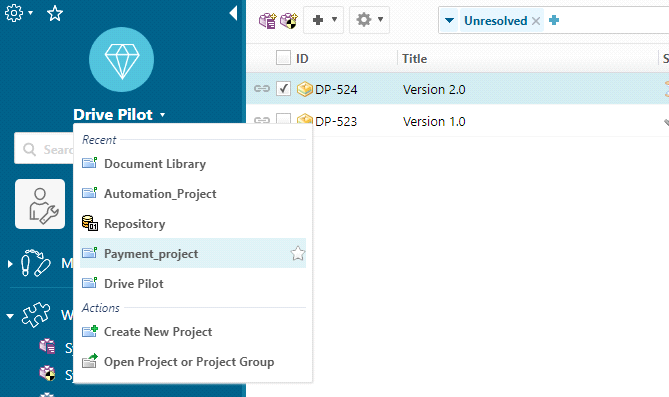 Unresolved
ID Title
DP-524 Version 2.0
DP-523 Version 1.0
Drive Pilot
Recent
Document Library
Automation_Project
Repository
Payment_project
Drive Pilot
Actions
Create New Project
Open Project or Project Group